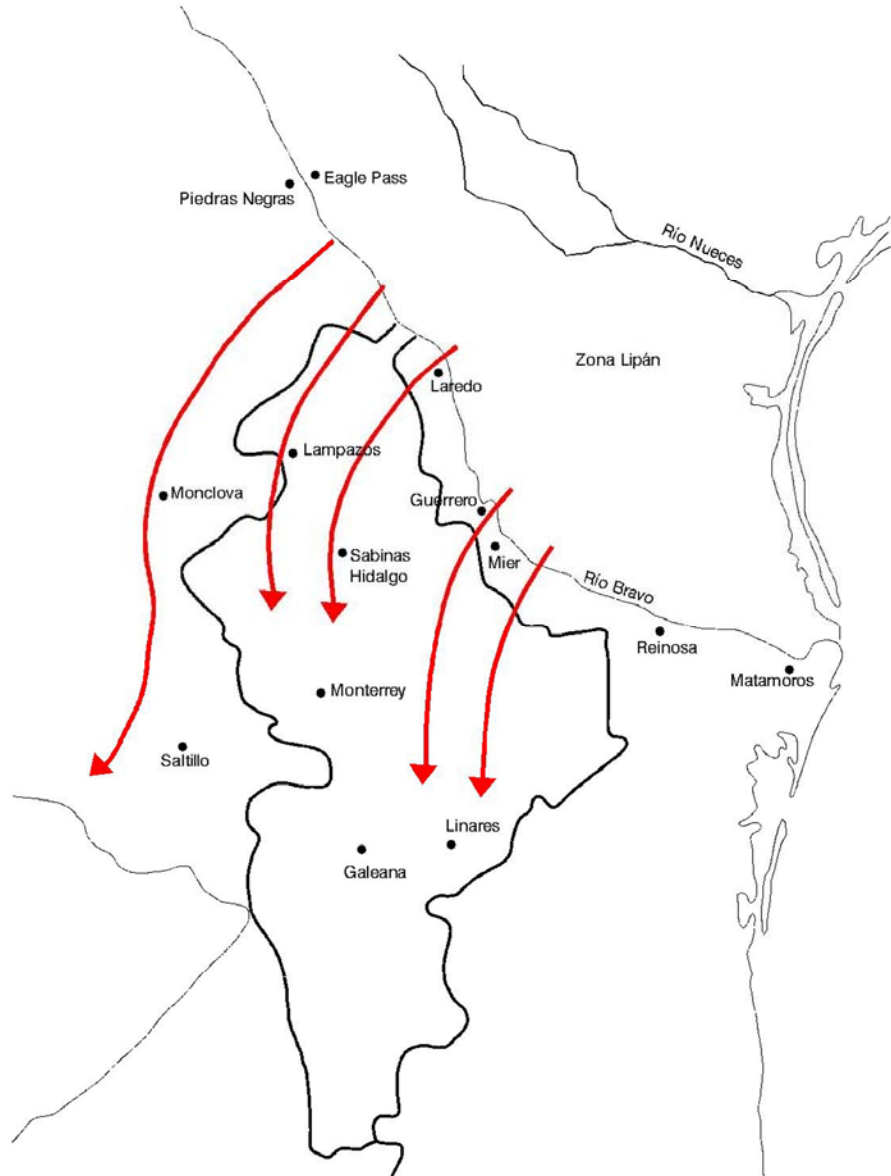 Eagle Pass
Piedras Negras
Río Nueces
Zona Lipán
Laredo
Lampazos
Monclova
Guerrero
Sabinas
Hidalgo
Mier
Río Bravo
Reinosa
Matamoros
Monterrey
Saltillo
Linares
Galeana